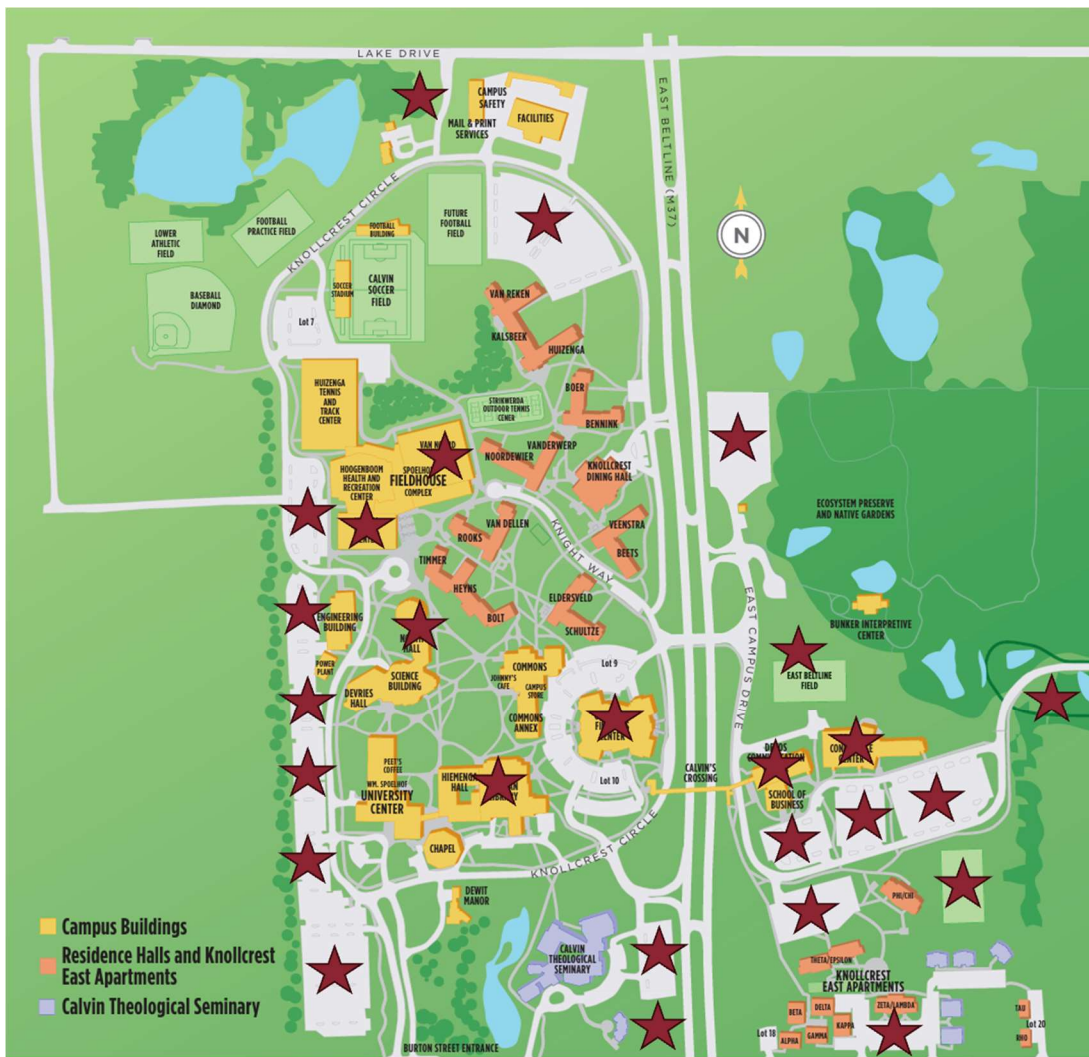 LAKE DRIVE
CAMPUS
SAFETY
MAIL & PRINT
SERVICES
FACILITIES
EAST BELTLINE (M37)
N
KNOLLCREST CIRCLE
LOWER
ATHLETIC
FIELD
FOOTBALL
PRACTICE FIELD
BASEBALL
DIAMOND
FOOTBALL
BUILDING
SOCCER
STADIUM
CALVIN
SOCCER
FIELD
FUTURE
FOOTBALL
FIELD
Lot 7
VAN REKEN
KALSBEEK
HUIZENGA
BOER
BENNINK
STRIKWERDA
OUTDOOR TENNIS
CENER
HUIZENGA
TENNIS
AND
TRACK
CENTER
HOOGENBOOM
HEALTH AND
RECREATION
CENTER
VAN
FIELDHOUSE
COMPLEX
NOORDEWIER
VANDERWERP
KNOLLCREST
DINING HALL
VAN DELLEN
ROOKS
VEENSTRA
BEETS
KNIGHT WAY
TIMMER
HEYNS
BOLT
ELDERSVELD
SCHULTZE
ECOSYSTEM PRESERVE
AND NATIVE GARDENS
BUNKER INTERPRETIVE
CENTER
EAST CAMPUS DRIVE
EAST BELTLINE
FIELD
ENGINEERING
BUILDING
POWER
PLANT
HALL
SCIENCE
BUILDING
DEVRIES
HALL
COMMONS
JOHNNY'S
CAFE
CAMPUS
STORE
COMMONS
ANNEX
Lot 9
CENTER
Lot 10
CALVIN'S
CROSSING
SCHOOL OF
BUSINESS
CENTER
PEET'S
COFFEE
WM. SPOELHOF
UNIVERSITY
CENTER
HIEMENGA
HALL
CHAPEL
KNOLLCREST CIRCLE
DEWIT
MANOR
CALVIN
THEOLOGICAL
SEMINARY
BURTON STREET ENTRANCE
PHI/CHI
THETA/EPSILON
KNOLLCREST
EAST APARTMENTS
BETA
DELTA
ZETA/LAMBDA
ALPHA
GAMMA
KAPPA
Lot 18
TAU
Lot 20
RHO
Campus Buildings
Residence Halls and Knollcrest
East Apartments
Calvin Theological Seminary